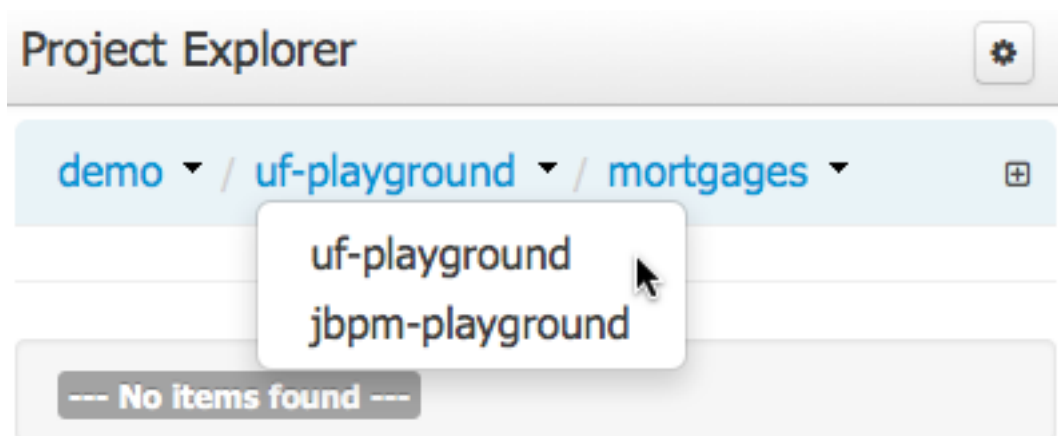 Project Explorer
demo / uf-playground / mortgages
uf-playground
jbpm-playground
--- No items found ---